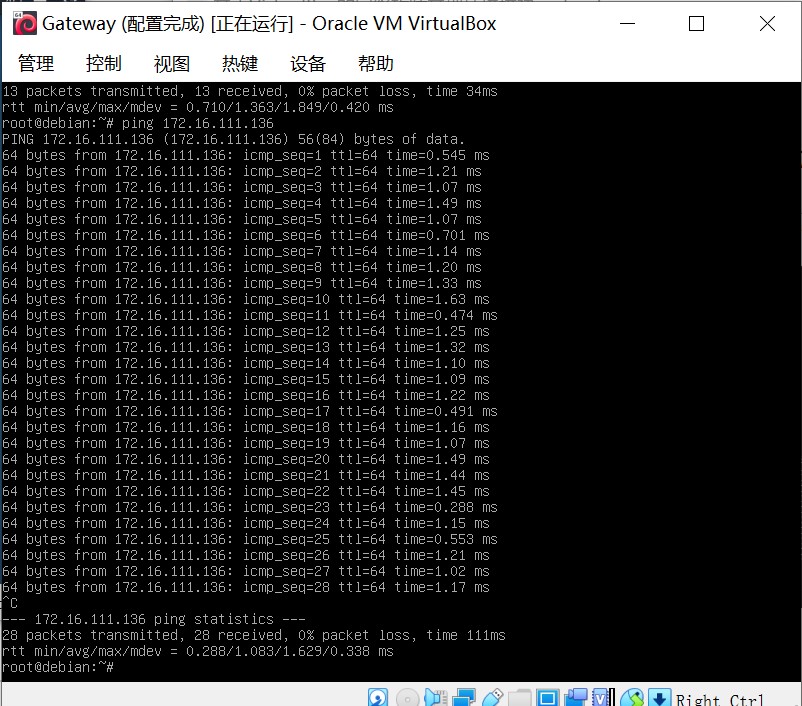 Gateway (配置完成) [正在运行] - Oracle VM VirtualBox
管理 控制 视图 热键 设备 帮助
13 packets transmitted, 13 received, 0% packet loss, time 34ms
rtt min/avg/max/mdev = 0.710/1.363/1.849/0.420 ms
root@debian:~# ping 172.16.111.136
PING 172.16.111.136 (172.16.111.136) 56(84) bytes of data.
64 bytes from 172.16.111.136: icmp_seq=1 ttl=64 time=0.545 ms
64 bytes from 172.16.111.136: icmp_seq=2 ttl=64 time=1.21 ms
64 bytes from 172.16.111.136: icmp_seq=3 ttl=64 time=1.07 ms
64 bytes from 172.16.111.136: icmp_seq=4 ttl=64 time=1.49 ms
64 bytes from 172.16.111.136: icmp_seq=5 ttl=64 time=1.07 ms
64 bytes from 172.16.111.136: icmp_seq=6 ttl=64 time=0.701 ms
64 bytes from 172.16.111.136: icmp_seq=7 ttl=64 time=1.14 ms
64 bytes from 172.16.111.136: icmp_seq=8 ttl=64 time=1.20 ms
64 bytes from 172.16.111.136: icmp_seq=9 ttl=64 time=1.33 ms
64 bytes from 172.16.111.136: icmp_seq=10 ttl=64 time=1.63 ms
64 bytes from 172.16.111.136: icmp_seq=11 ttl=64 time=0.474 ms
64 bytes from 172.16.111.136: icmp_seq=12 ttl=64 time=1.25 ms
64 bytes from 172.16.111.136: icmp_seq=13 ttl=64 time=1.32 ms
64 bytes from 172.16.111.136: icmp_seq=14 ttl=64 time=1.10 ms
64 bytes from 172.16.111.136: icmp_seq=15 ttl=64 time=1.09 ms
64 bytes from 172.16.111.136: icmp_seq=16 ttl=64 time=1.22 ms
64 bytes from 172.16.111.136: icmp_seq=17 ttl=64 time=0.491 ms
64 bytes from 172.16.111.136: icmp_seq=18 ttl=64 time=1.16 ms
64 bytes from 172.16.111.136: icmp_seq=19 ttl=64 time=1.07 ms
64 bytes from 172.16.111.136: icmp_seq=20 ttl=64 time=1.49 ms
64 bytes from 172.16.111.136: icmp_seq=21 ttl=64 time=1.44 ms
64 bytes from 172.16.111.136: icmp_seq=22 ttl=64 time=1.45 ms
64 bytes from 172.16.111.136: icmp_seq=23 ttl=64 time=0.288 ms
64 bytes from 172.16.111.136: icmp_seq=24 ttl=64 time=1.15 ms
64 bytes from 172.16.111.136: icmp_seq=25 ttl=64 time=0.553 ms
64 bytes from 172.16.111.136: icmp_seq=26 ttl=64 time=1.21 ms
64 bytes from 172.16.111.136: icmp_seq=27 ttl=64 time=1.02 ms
64 bytes from 172.16.111.136: icmp_seq=28 ttl=64 time=1.17 ms
^C
--- 172.16.111.136 ping statistics ---
28 packets transmitted, 28 received, 0% packet loss, time 111ms
rtt min/avg/max/mdev = 0.288/1.083/1.629/0.338 ms
root@debian:~#
Right Ctrl